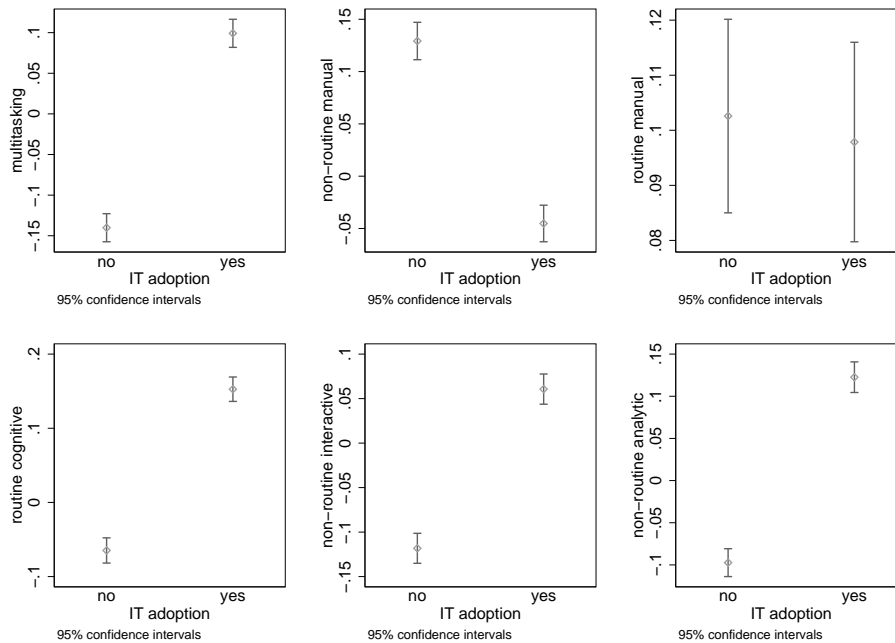 multitasking
.1
.05
0
−.05
−.1
−.15
no yes
IT adoption
95% confidence intervals
non−routine manual
.15
.1
.05
0
−.05
no yes
IT adoption
95% confidence intervals
routine manual
.12
.11
.1
.09
.08
no yes
IT adoption
95% confidence intervals
routine cognitive
.2
.1
0
−.1
no yes
IT adoption
95% confidence intervals
non−routine interactive
.1
.05
0
−.05
−.1
−.15
no yes
IT adoption
95% confidence intervals
non−routine analytic
.15
.1
.05
0
−.05
−.1
no yes
IT adoption
95% confidence intervals